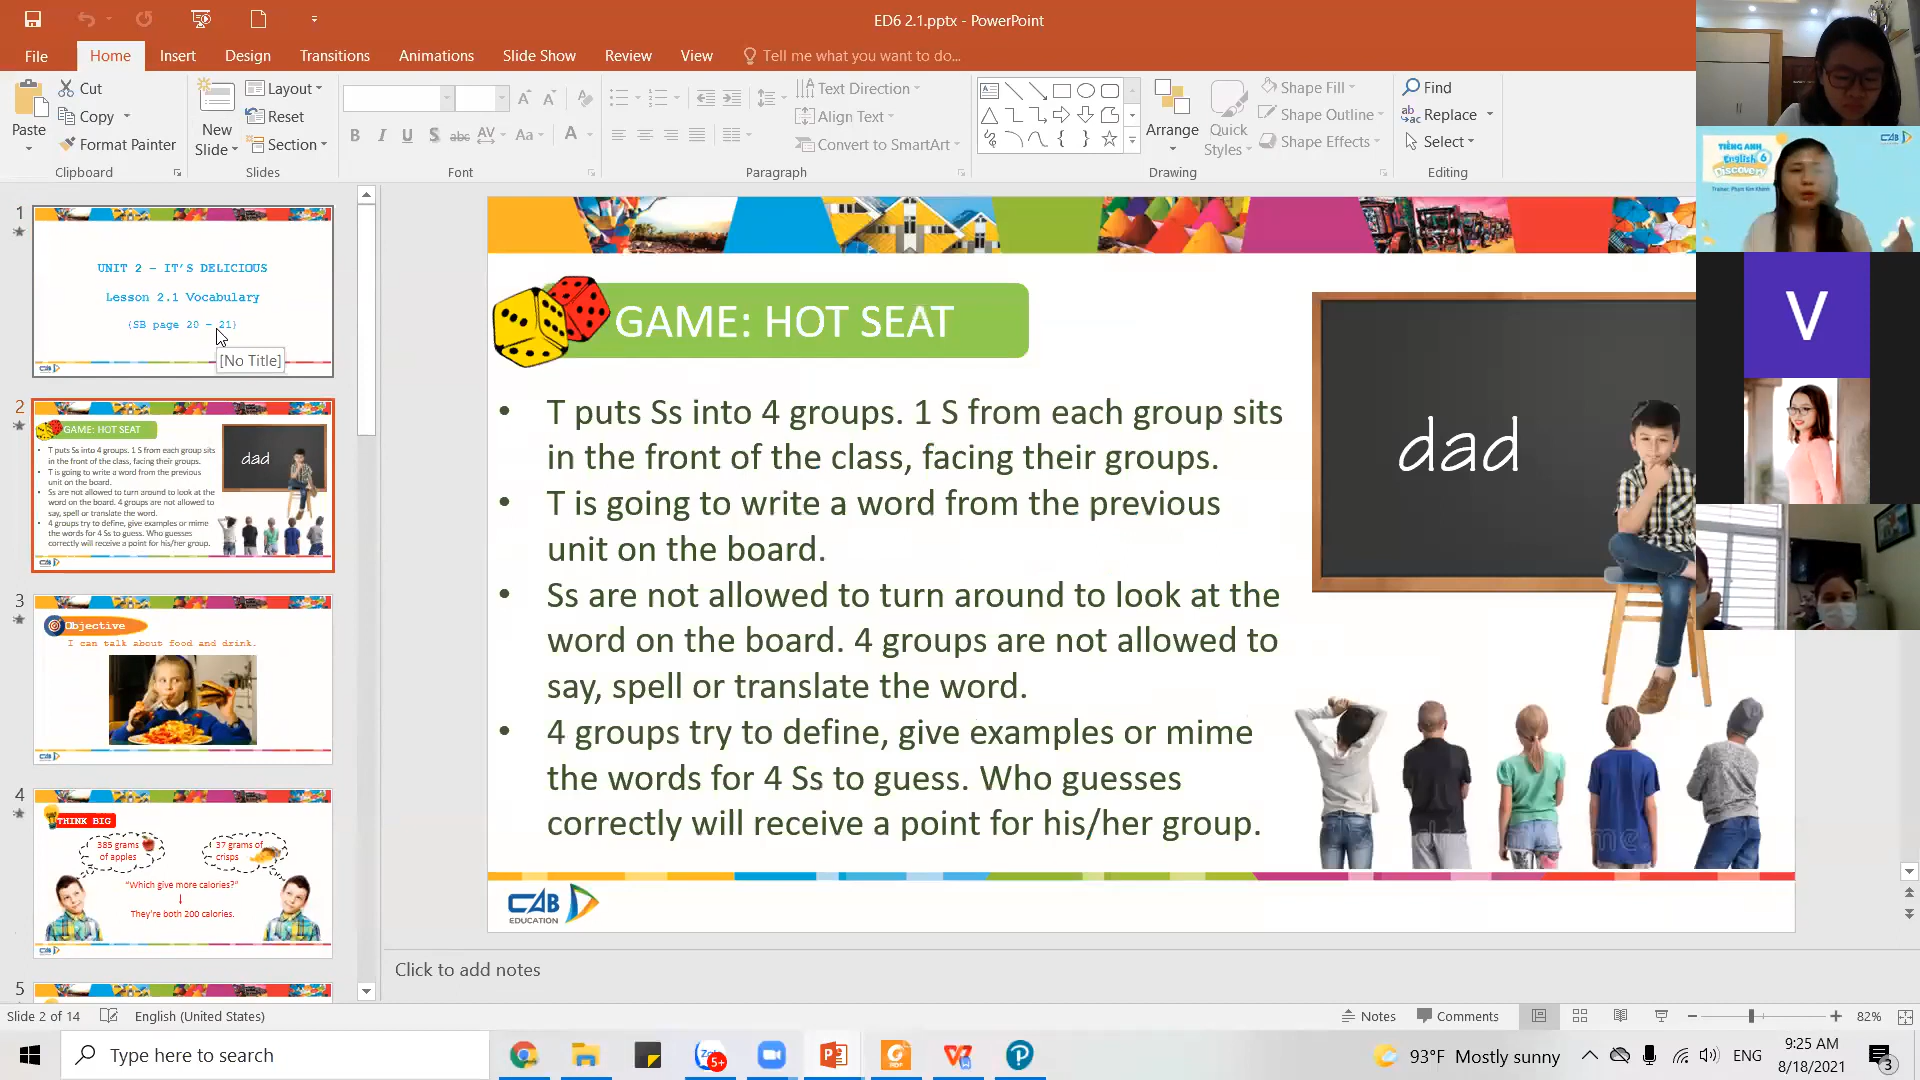 ED6 2.1.pptx - PowerPoint
File
Home
Insert
Design
Transitions
Animations
Slide Show
Review
View
Tell me what you want to do...
Paste
Cut
Copy
Format Painter
Clipboard
New
Slide
Layout
Reset
Section
Slides
Font
Text Direction
Align Text
Convert to SmartArt
Paragraph
Arrange
Quick
Styles
Shape Fill
Shape Outline
Shape Effects
Drawing
Find
Replace
Select
Editing
1
UNIT 2 – IT'S DELICIOUS
Lesson 2.1 Vocabulary
(SB page 20 – 21)
[No Title]
2
GAME: HOT SEAT
• T puts Ss into 4 groups. 1 S from each group sits
in the front of the class, facing their groups.
• T is going to write a word from the previous
unit on the board.
• Ss are not allowed to turn around to look at the
word on the board. 4 groups are not allowed to
say, spell or translate the word.
• 4 groups try to define, give examples or mime
the words for 4 Ss to guess. Who guesses
correctly will receive a point for his/her group.
dad
3
Objective
I can talk about food and drink.
4
THINK BIG
385 grams
of apples
37 grams of
crisps
"Which give more calories?"
They're both 200 calories.
5
GAME: HOT SEAT
• T puts Ss into 4 groups. 1 S from each group sits
in the front of the class, facing their groups.
• T is going to write a word from the previous
unit on the board.
• Ss are not allowed to turn around to look at the
word on the board. 4 groups are not allowed to
say, spell or translate the word.
• 4 groups try to define, give examples or mime
the words for 4 Ss to guess. Who guesses
correctly will receive a point for his/her group.
dad
CAB
EDUCATION
TIẾNG ANH
English 6
Discovery
V
Click to add notes
Slide 2 of 14
English (United States)
Notes
Comments
82%
Type here to search
5+
93°F Mostly sunny
ENG
9:25 AM
8/18/2021
3